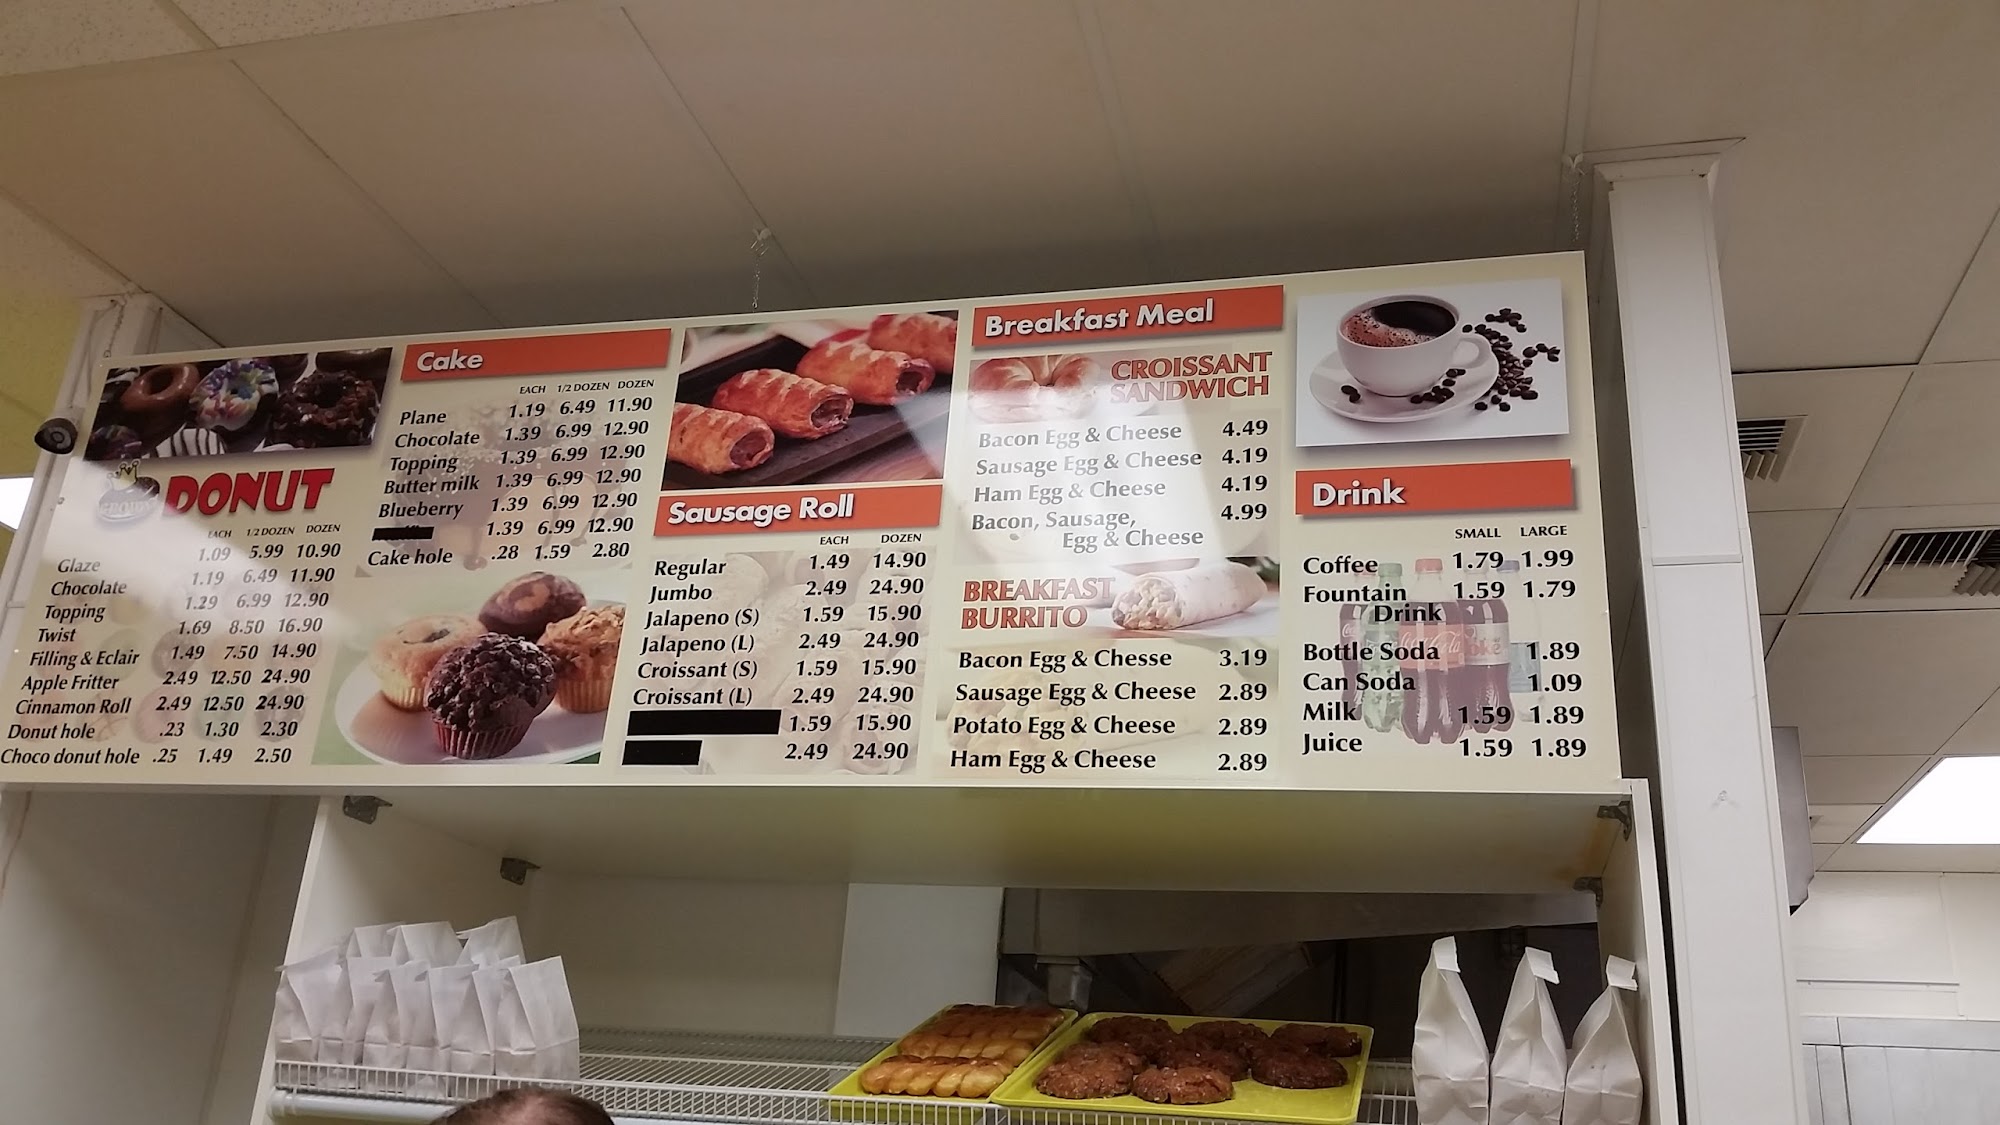 DONUT
EACH 1/2 DOZEN DOZEN
Glaze 1.09 5.99 10.90
Chocolate 1.19 6.49 11.90
Topping 1.29 6.99 12.90
Twist 1.69 8.50 16.90
Filling & Eclair 1.49 7.50 14.90
Apple Fritter 2.49 12.50 24.90
Cinnamon Roll 2.49 12.50 24.90
Donut hole .23 1.30 2.30
Choco donut hole .25 1.49 2.50
Cake
EACH 1/2 DOZEN DOZEN
Plane 1.19 6.49 11.90
Chocolate 1.39 6.99 12.90
Topping 1.39 6.99 12.90
Butter milk 1.39 6.99 12.90
Blueberry 1.39 6.99 12.90
1.39 6.99 12.90
Cake hole .28 1.59 2.80
Sausage Roll
EACH DOZEN
Regular 1.49 14.90
Jumbo 2.49 24.90
Jalapeno (S) 1.59 15.90
Jalapeno (L) 2.49 24.90
Croissant (S) 1.59 15.90
Croissant (L) 2.49 24.90
1.59 15.90
2.49 24.90
Breakfast Meal
CROISSANT
SANDWICH
Bacon Egg & Cheese 4.49
Sausage Egg & Cheese 4.19
Ham Egg & Cheese 4.19
Bacon, Sausage, 4.99
Egg & Cheese
BREAKFAST
BURRITO
Bacon Egg & Chesse 3.19
Sausage Egg & Cheese 2.89
Potato Egg & Cheese 2.89
Ham Egg & Cheese 2.89
Drink
SMALL LARGE
Coffee 1.79 1.99
Fountain 1.59 1.79
Drink
Bottle Soda 1.89
Can Soda 1.09
Milk 1.59 1.89
Juice 1.59 1.89